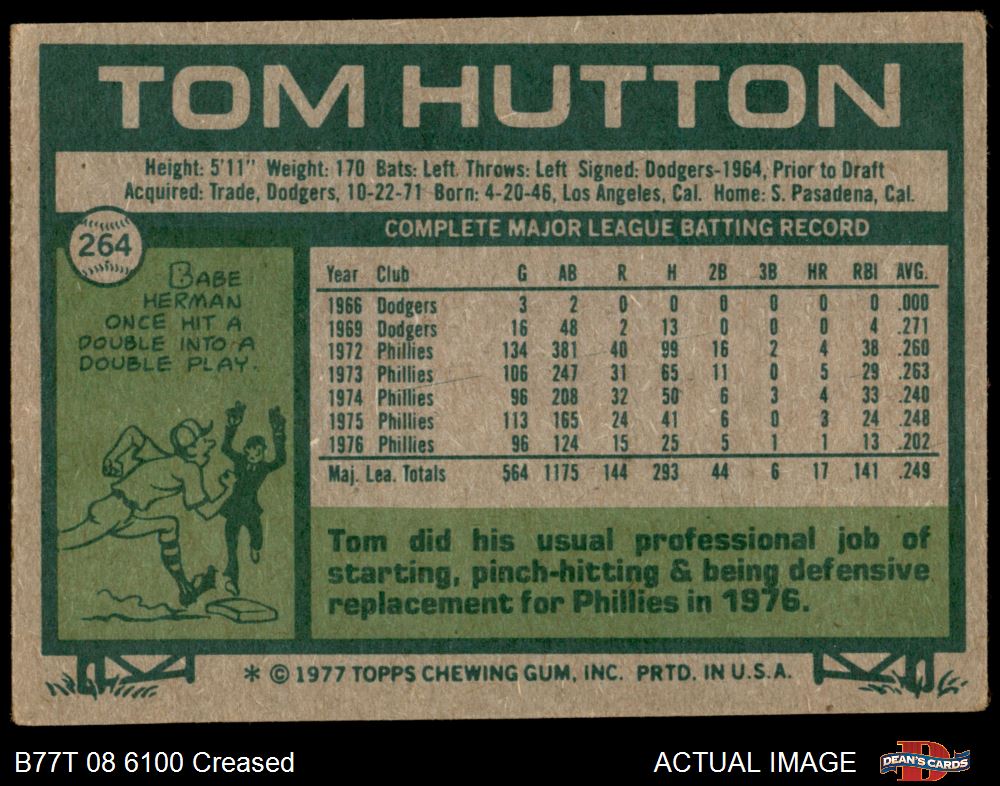 TOM HUTTON
Height: 5'11" Weight: 170 Bats: Left Throws: Left Signed: Dodgers-1964, Prior to Draft
Acquired: Trade, Dodgers, 10-22-71 Born: 4-20-46, Los Angeles, Cal. Home: S. Pasadena, Cal.
264
BABE
HERMAN
ONCE HIT A
DOUBLE INTO A
DOUBLE PLAY.
COMPLETE MAJOR LEAGUE BATTING RECORD
Year Club G AB R H 2B 3B HR RBI AVG.
1966 Dodgers 3 2 0 0 0 0 0 0 .000
1969 Dodgers 16 48 2 13 0 0 0 4 .271
1972 Phillies 134 381 40 99 16 2 4 38 .260
1973 Phillies 106 247 31 65 11 0 5 29 .263
1974 Phillies 96 208 32 50 6 3 4 33 .240
1975 Phillies 113 165 24 41 6 0 3 24 .248
1976 Phillies 96 124 15 25 5 1 1 13 .202
Maj. Lea. Totals 564 1175 144 293 44 6 17 141 .249
Tom did his usual professional job of
starting, pinch-hitting & being defensive
replacement for Phillies in 1976.
* © 1977 TOPPS CHEWING GUM, INC. PRTD. IN U.S.A.
B77T 08 6100 Creased
ACTUAL IMAGE
DEAN'S CARDS